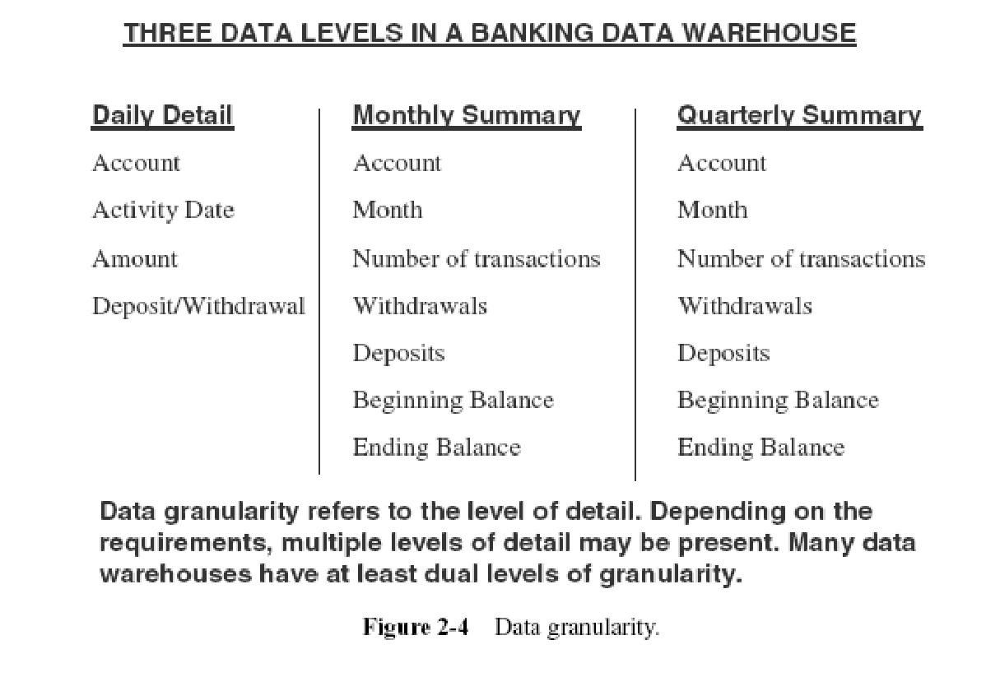 THREE DATA LEVELS IN A BANKING DATA WAREHOUSE
Daily Detail
Account
Activity Date
Amount
Deposit/Withdrawal
Monthly Summary
Account
Month
Number of transactions
Withdrawals
Deposits
Beginning Balance
Ending Balance
Quarterly Summary
Account
Month
Number of transactions
Withdrawals
Deposits
Beginning Balance
Ending Balance
Data granularity refers to the level of detail. Depending on the
requirements, multiple levels of detail may be present. Many data
warehouses have at least dual levels of granularity.
Figure 2-4 Data granularity.